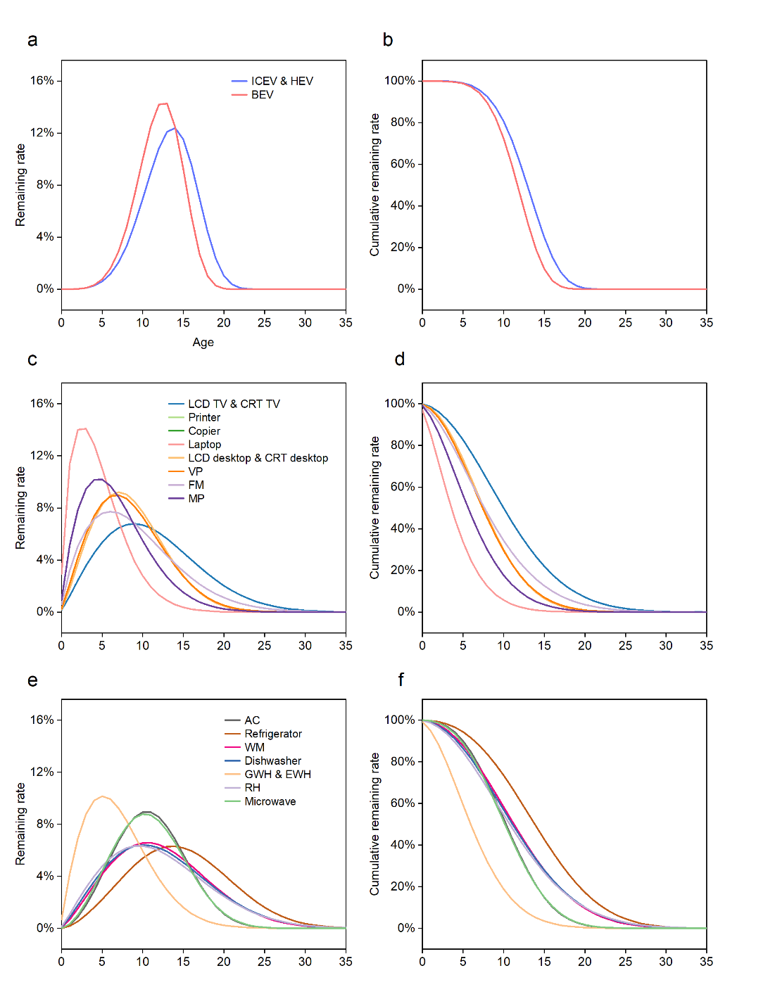 a
16%
12%
8%
4%
0%
Remaining rate
ICEV & HEV
BEV
0 5 10 15 20 25 30 35
Age
b
100%
80%
60%
40%
20%
0%
Cumulative remaining rate
0 5 10 15 20 25 30 35
c
16%
12%
8%
4%
0%
Remaining rate
LCD TV & CRT TV
Printer
Copier
Laptop
LCD desktop & CRT desktop
VP
FM
MP
0 5 10 15 20 25 30 35
d
100%
80%
60%
40%
20%
0%
Cumulative remaining rate
0 5 10 15 20 25 30 35
e
16%
12%
8%
4%
0%
Remaining rate
AC
Refrigerator
WM
Dishwasher
GWH & EWH
RH
Microwave
0 5 10 15 20 25 30 35
f
100%
80%
60%
40%
20%
0%
Cumulative remaining rate
0 5 10 15 20 25 30 35